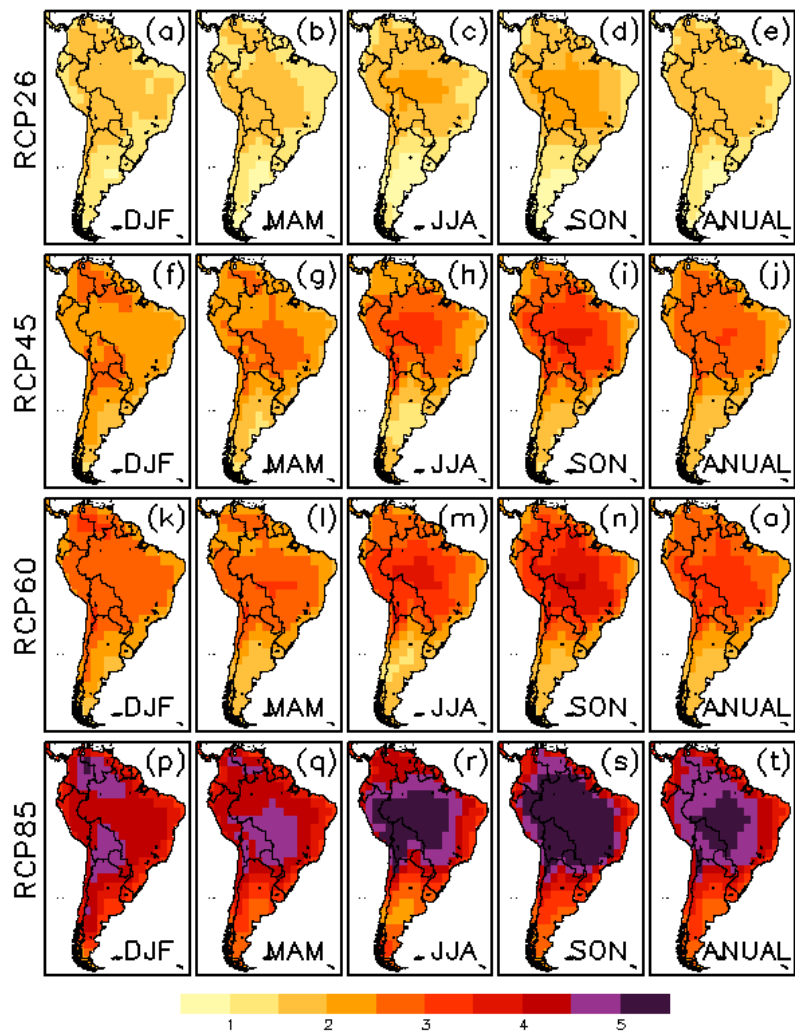 (a) (b) (c) (d) (e)
RCP26
DJF MAM JJA SON ANUAL
(f) (g) (h) (i) (j)
RCP45
DJF MAM JJA SON ANUAL
(k) (l) (m) (n) (a)
RCP60
DJF MAM JJA SON ANUAL
(p) (q) (r) (s) (t)
RCP85
DJF MAM JJA SON ANUAL
1 2 3 4 5